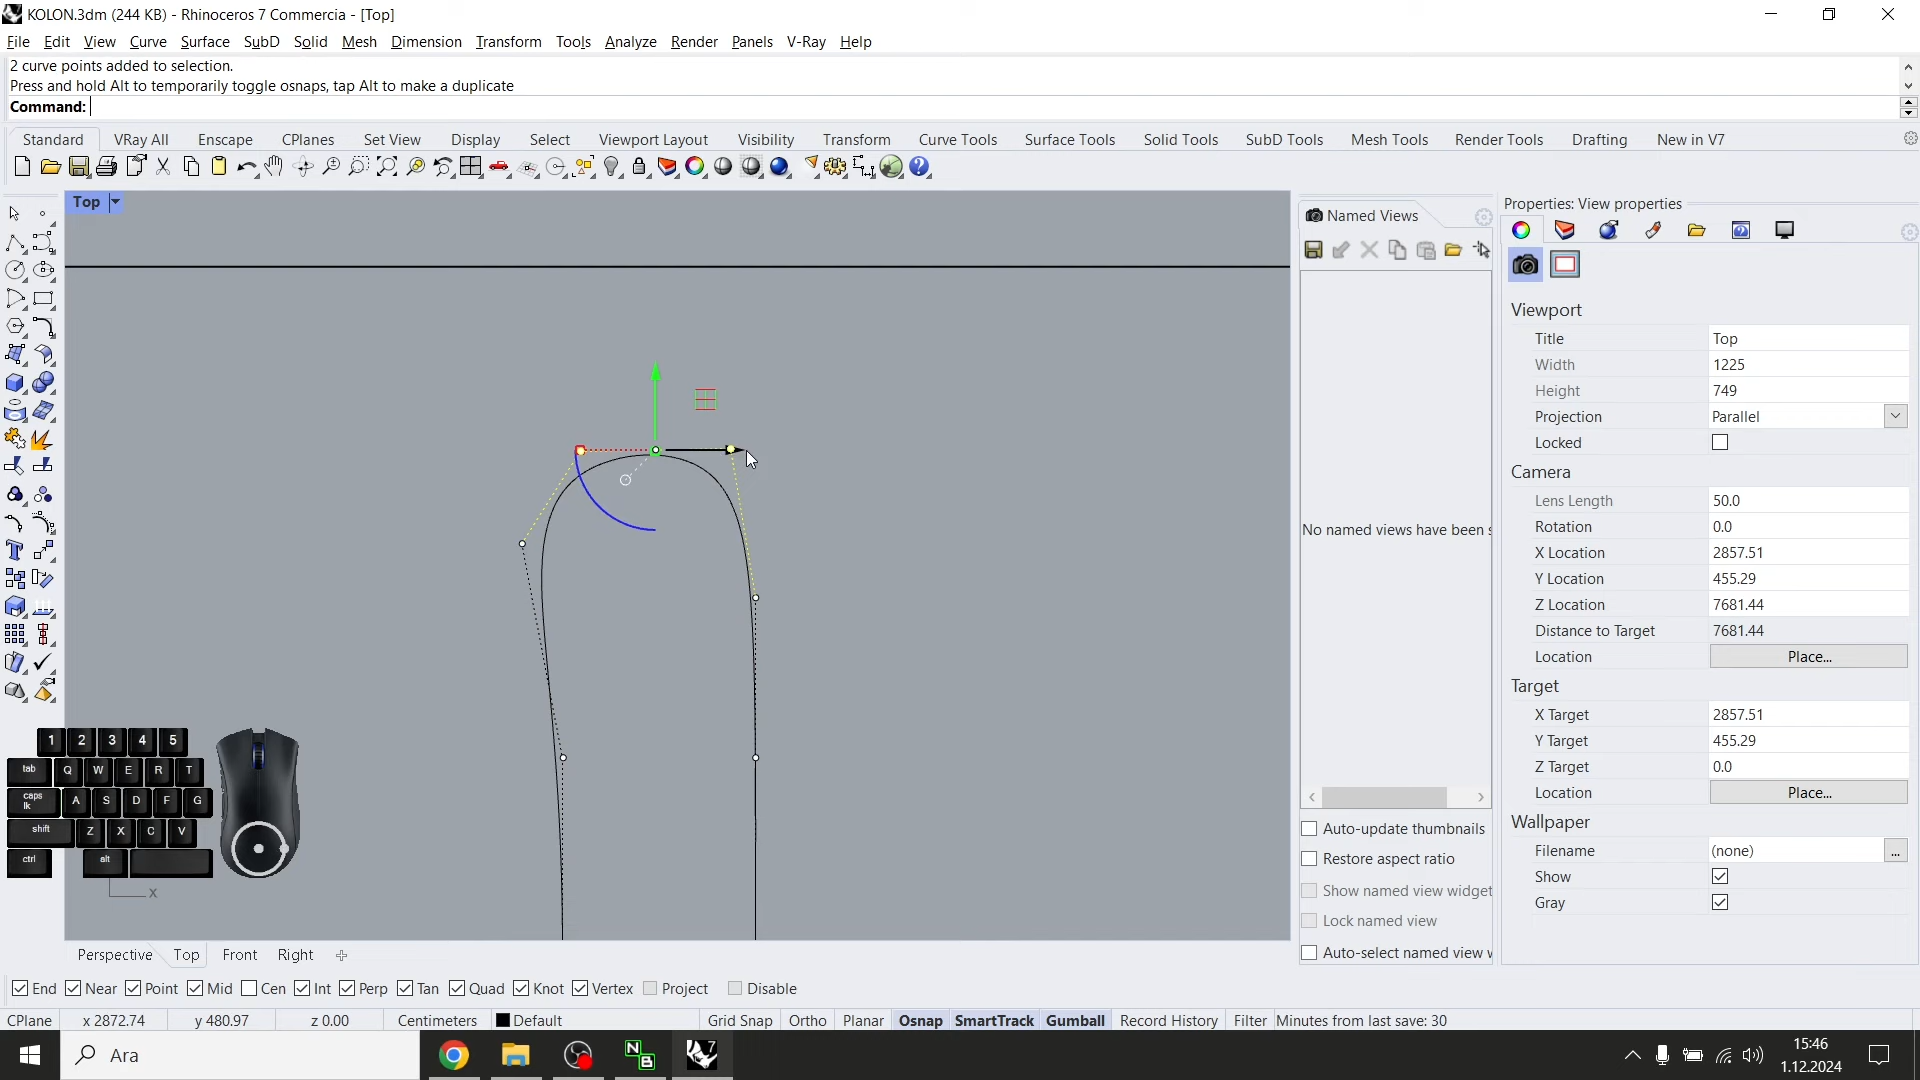 KOLON.3dm (244 KB) - Rhinoceros 7 Commercia - [Top]
File Edit View Curve Surface SubD Solid Mesh Dimension Transform Tools Analyze Render Panels V-Ray Help
2 curve points added to selection.
Press and hold Alt to temporarily toggle osnaps, tap Alt to make a duplicate
Command:
Standard VRay All Enscape CPlanes Set View Display Select Viewport Layout Visibility Transform Curve Tools Surface Tools Solid Tools SubD Tools Mesh Tools Render Tools Drafting New in V7
Top
Named Views
No named views have been s
Auto-update thumbnails
Restore aspect ratio
Show named view widget
Lock named view
Auto-select named view w
Properties: View properties
Viewport
Title Top
Width 1225
Height 749
Projection Parallel
Locked
Camera
Lens Length 50.0
Rotation 0.0
X Location 2857.51
Y Location 455.29
Z Location 7681.44
Distance to Target 7681.44
Location Place...
Target
X Target 2857.51
Y Target 455.29
Z Target 0.0
Location Place...
Wallpaper
Filename (none) ...
Show
Gray
1 2 3 4 5
tab Q W E R T
caps lk A S D F G
shift Z X C V
ctrl alt
x
Perspective Top Front Right
End Near Point Mid Cen Int Perp Tan Quad Knot Vertex Project Disable
CPlane x 2872.74 y 480.97 z 0.00 Centimeters Default Grid Snap Ortho Planar Osnap SmartTrack Gumball Record History Filter Minutes from last save: 30
Ara
N B
7
15:46
1.12.2024